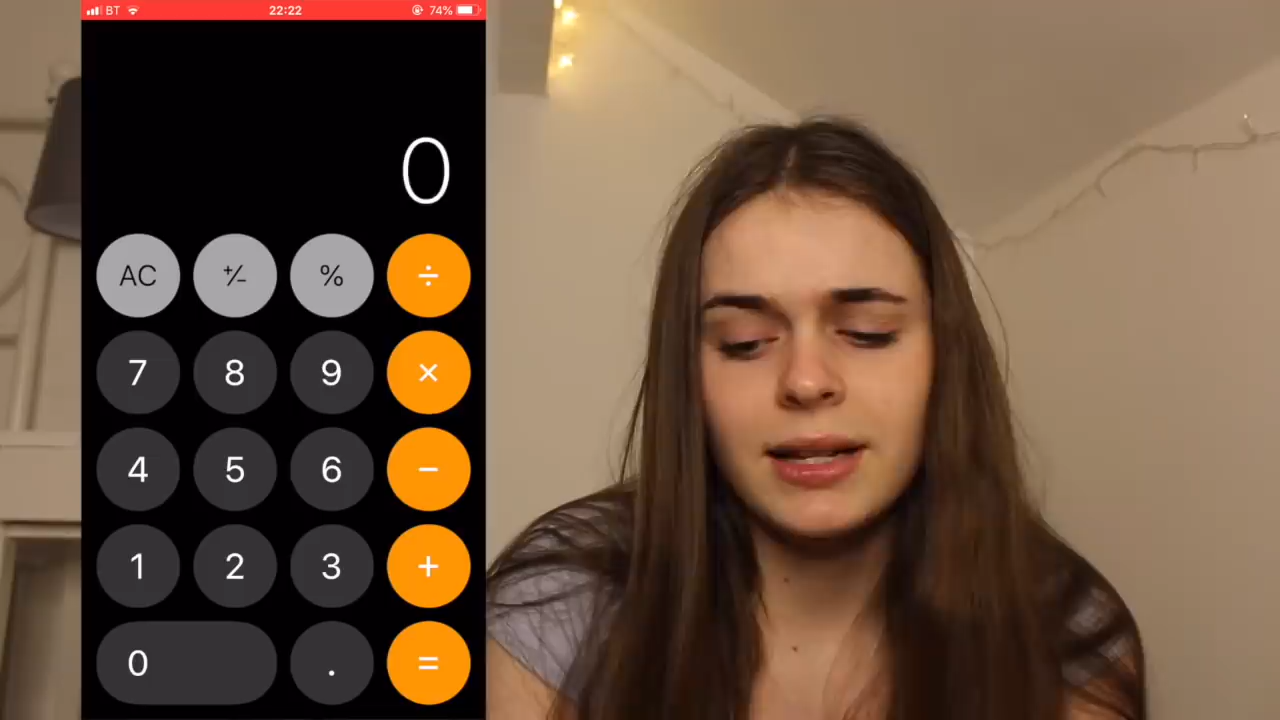 BT 22:22 74%
0
AC +/- % ÷
7 8 9 ×
4 5 6 −
1 2 3 +
0 . =